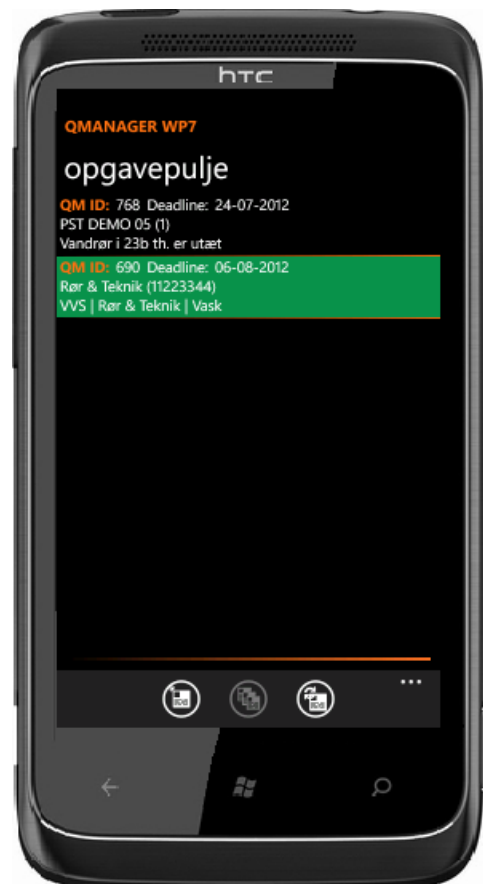 hTC
QMANAGER WP7
opgavepulje
QM ID: 768 Deadline: 24-07-2012
PST DEMO 05 (1)
Vandrør i 23b th. er utæt
QM ID: 690 Deadline: 06-08-2012
Rør & Teknik (11223344)
VVS | Rør & Teknik | Vask